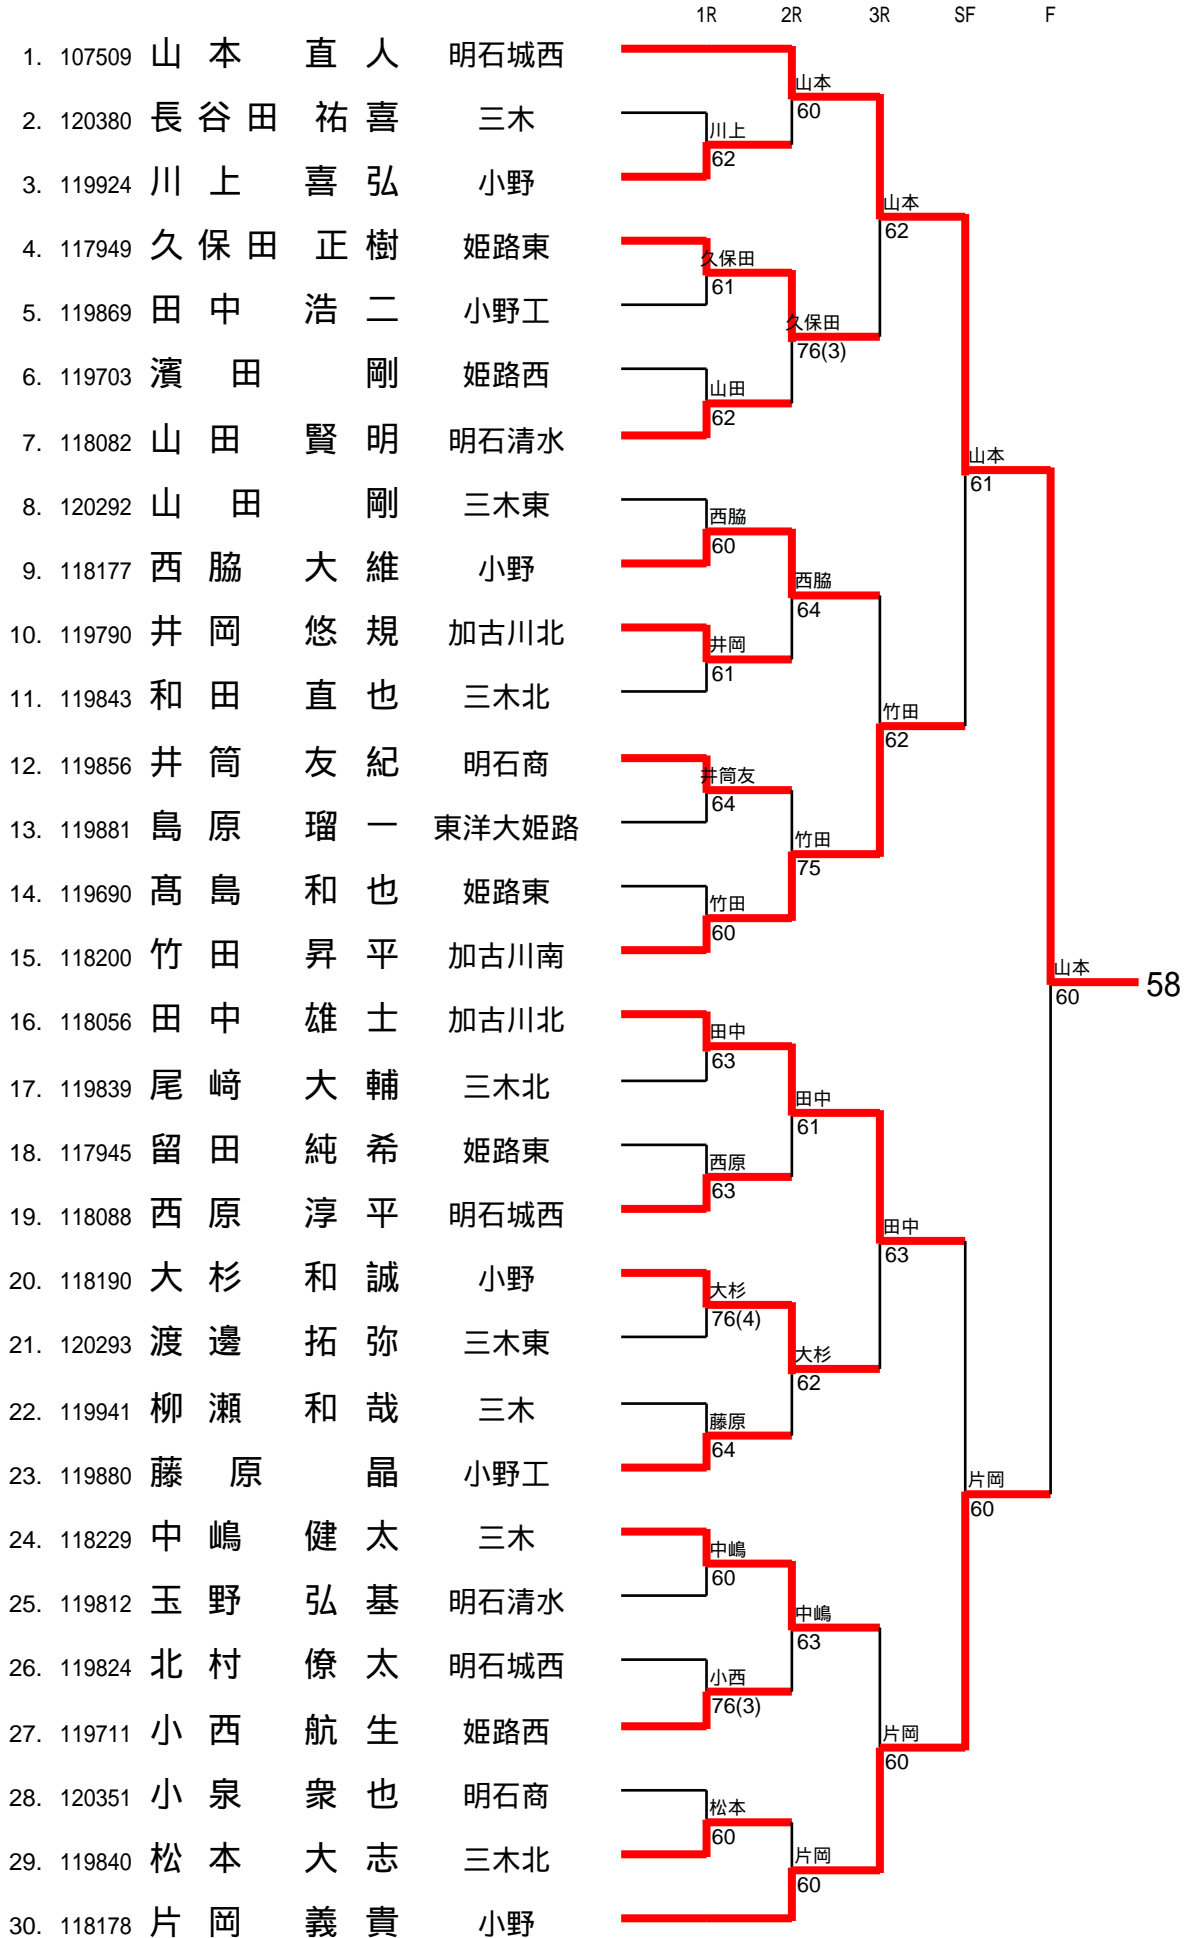 1R 2R 3R SF F
1. 107509 山本 直人 明石城西
山本
2. 120380 長谷田 祐喜 三木
60
川上
62
3. 119924 川上 喜弘 小野
山本
62
4. 117949 久保田 正樹 姫路東
久保田
61
5. 119869 田中 浩二 小野工
久保田
76(3)
6. 119703 濱田 剛 姫路西
山田
62
7. 118082 山田 賢明 明石清水
山本
61
8. 120292 山田 剛 三木東
西脇
60
9. 118177 西脇 大維 小野
西脇
64
10. 119790 井岡 悠規 加古川北
井岡
61
11. 119843 和田 直也 三木北
竹田
62
12. 119856 井筒 友紀 明石商
井筒友
64
13. 119881 島原 瑠一 東洋大姫路
竹田
75
14. 119690 髙島 和也 姫路東
竹田
60
15. 118200 竹田 昇平 加古川南
山本
60
58
16. 118056 田中 雄士 加古川北
田中
63
17. 119839 尾﨑 大輔 三木北
田中
61
18. 117945 留田 純希 姫路東
西原
63
19. 118088 西原 淳平 明石城西
田中
63
20. 118190 大杉 和誠 小野
大杉
76(4)
21. 120293 渡邊 拓弥 三木東
大杉
62
22. 119941 柳瀬 和哉 三木
藤原
64
23. 119880 藤原 晶 小野工
片岡
60
24. 118229 中嶋 健太 三木
中嶋
60
25. 119812 玉野 弘基 明石清水
中嶋
63
26. 119824 北村 僚太 明石城西
小西
76(3)
27. 119711 小西 航生 姫路西
片岡
60
28. 120351 小泉 衆也 明石商
松本
60
29. 119840 松本 大志 三木北
片岡
60
30. 118178 片岡 義貴 小野